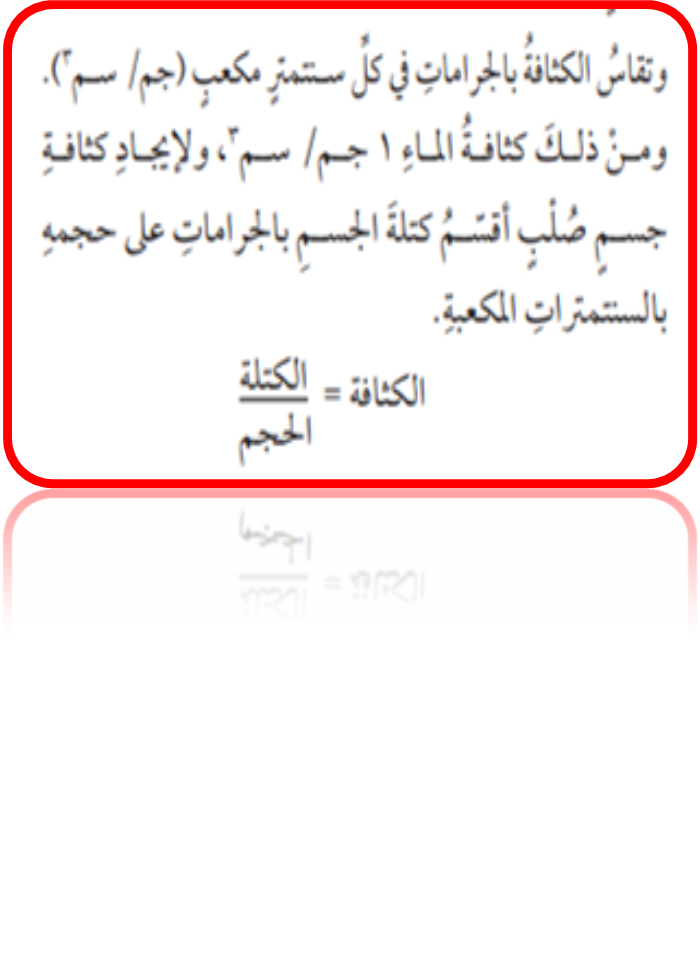 وتقاسُ الكثافةُ بالجراماتِ في كلِّ سنتمترٍ مكعبٍ (جم/ سم٣).
ومنْ ذلكَ كثافةُ الماءِ ١ جم/ سم٣، ولإيجادِ كثافةِ
جسمٍ صُلْبٍ أقسّمُ كتلةَ الجسمِ بالجراماتِ على حجمهِ
بالسنتمتراتِ المكعبةِ.
الكثافة = الكتلة
الحجم